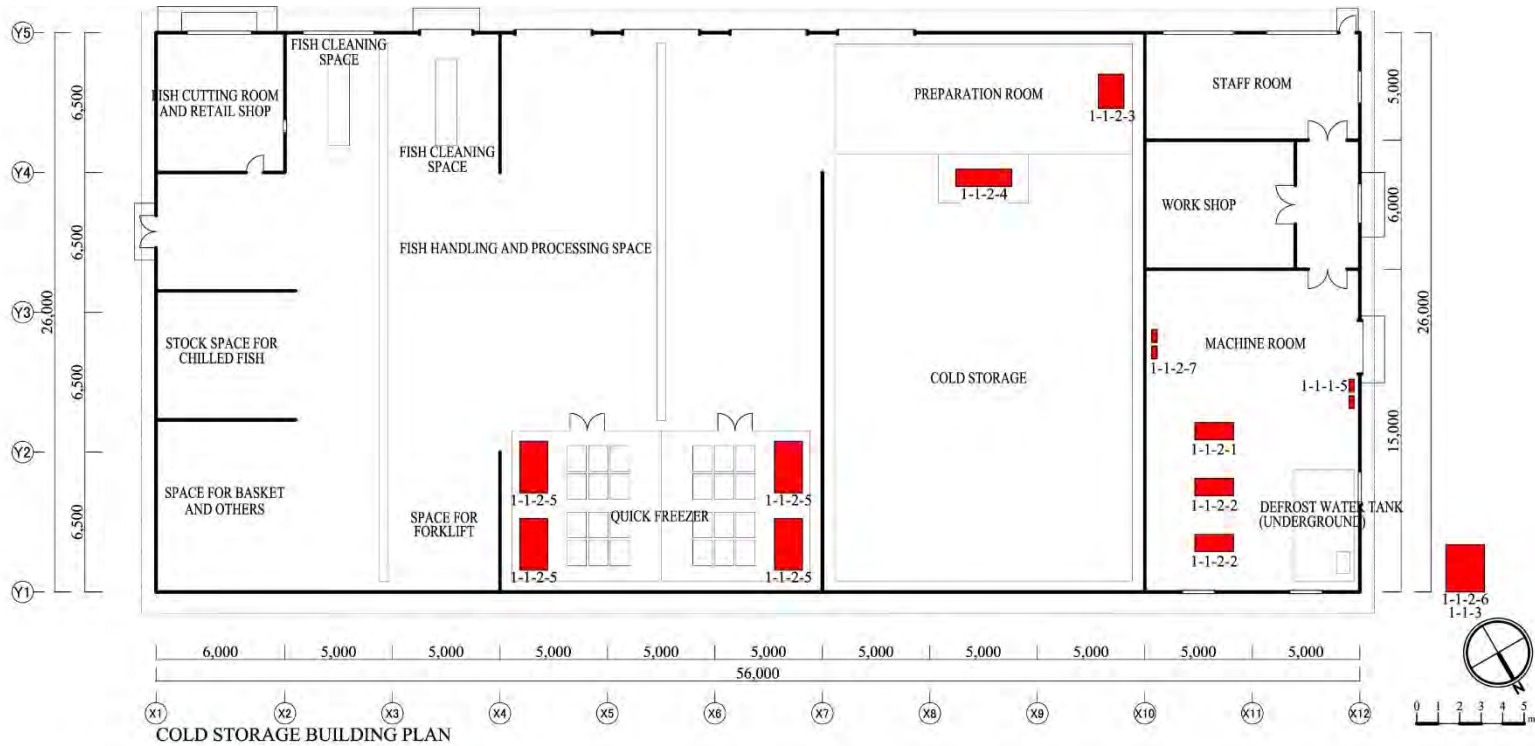 Y5
FISH CLEANING
SPACE
FISH CUTTING ROOM
AND RETAIL SHOP
PREPARATION ROOM
1-1-2-3
STAFF ROOM
6,500
5,000
FISH CLEANING
SPACE
Y4
1-1-2-4
WORK SHOP
6,000
6,500
FISH HANDLING AND PROCESSING SPACE
Y3
26,000
26,000
STOCK SPACE FOR
CHILLED FISH
MACHINE ROOM
1-1-2-7
1-1-1-5
COLD STORAGE
6,500
15,000
Y2
1-1-2-1
SPACE FOR BASKET
AND OTHERS
1-1-2-5
1-1-2-5
QUICK FREEZER
SPACE FOR
FORKLIFT
1-1-2-2
DEFROST WATER TANK
(UNDERGROUND)
6,500
1-1-2-2
1-1-2-5
1-1-2-5
Y1
1-1-2-6
1-1-3
6,000 5,000 5,000 5,000 5,000 5,000 5,000 5,000 5,000 5,000 5,000
56,000
N
X1 X2 X3 X4 X5 X6 X7 X8 X9 X10 X11 X12
0 1 2 3 4 5 m
COLD STORAGE BUILDING PLAN